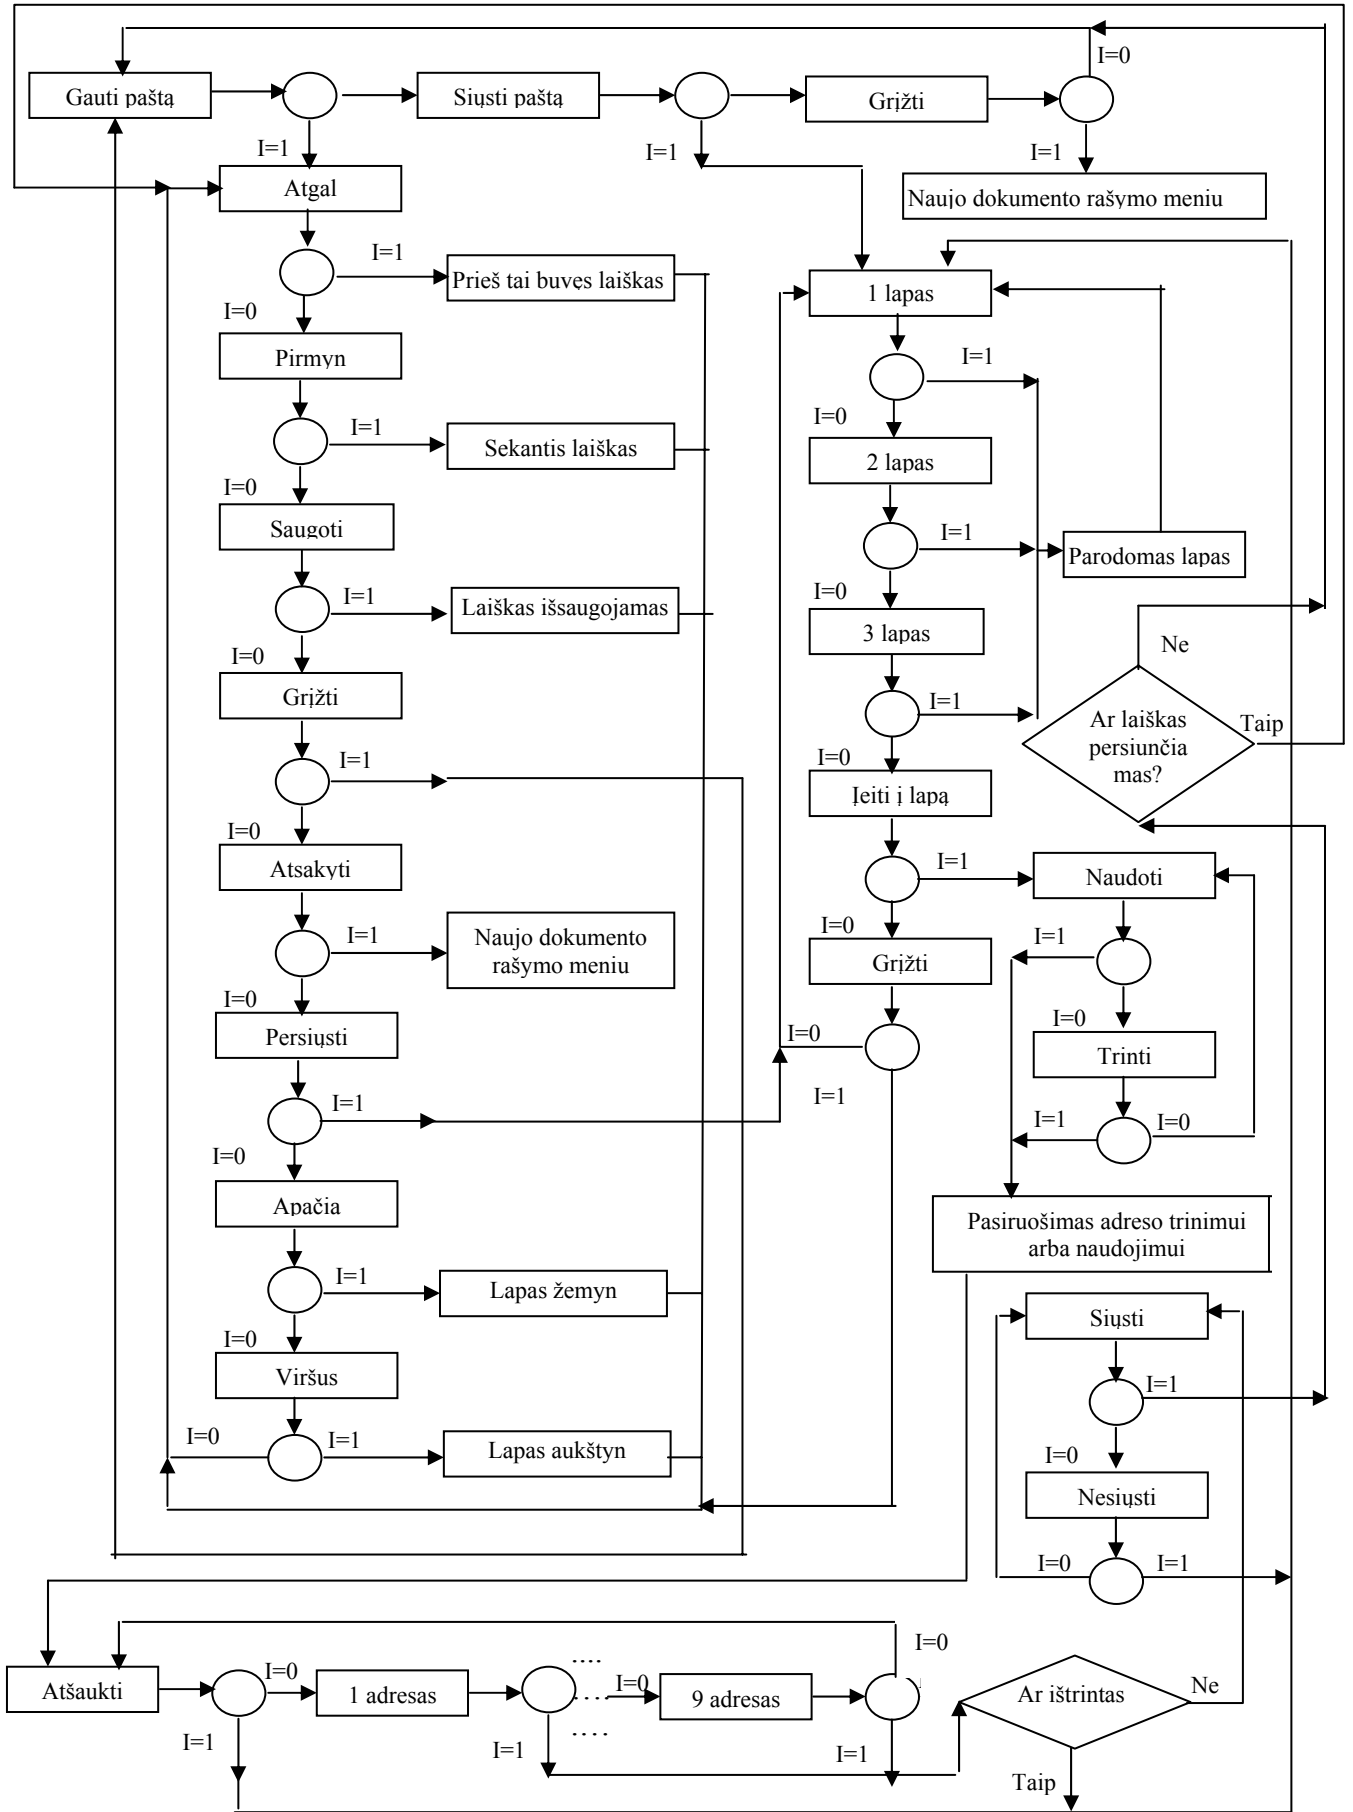 I=0
Gauti paštą
Siųsti paštą
Grįžti
I=1
I=1
I=1
Atgal
Naujo dokumento rašymo meniu
I=1
Prieš tai buvęs laiškas
1 lapas
I=0
Pirmyn
I=1
I=1
Sekantis laiškas
I=0
2 lapas
I=0
Saugoti
I=1
Parodomas lapas
I=1
Laiškas išsaugojamas
I=0
3 lapas
Ne
I=0
Grįžti
I=1
Ar laiškas
persiunčia
mas?
Taip
I=1
I=0
Įeiti į lapą
I=0
Atsakyti
I=1
Naudoti
I=1
Naujo dokumento
rašymo meniu
I=0
Grįžti
I=1
I=0
Persiųsti
I=0
I=0
Trinti
I=1
I=1
I=1
I=0
I=0
Apačia
Pasiruošimas adreso trinimui
arba naudojimui
I=1
Lapas žemyn
Siųsti
I=0
Viršus
I=1
I=0
I=1
Lapas aukštyn
I=0
Nesiųsti
I=0
I=1
I=0
Atšaukti
I=0
1 adresas
....
I=0
. . .
....
9 adresas
Ar ištrintas
Ne
I=1
I=1
I=1
Taip